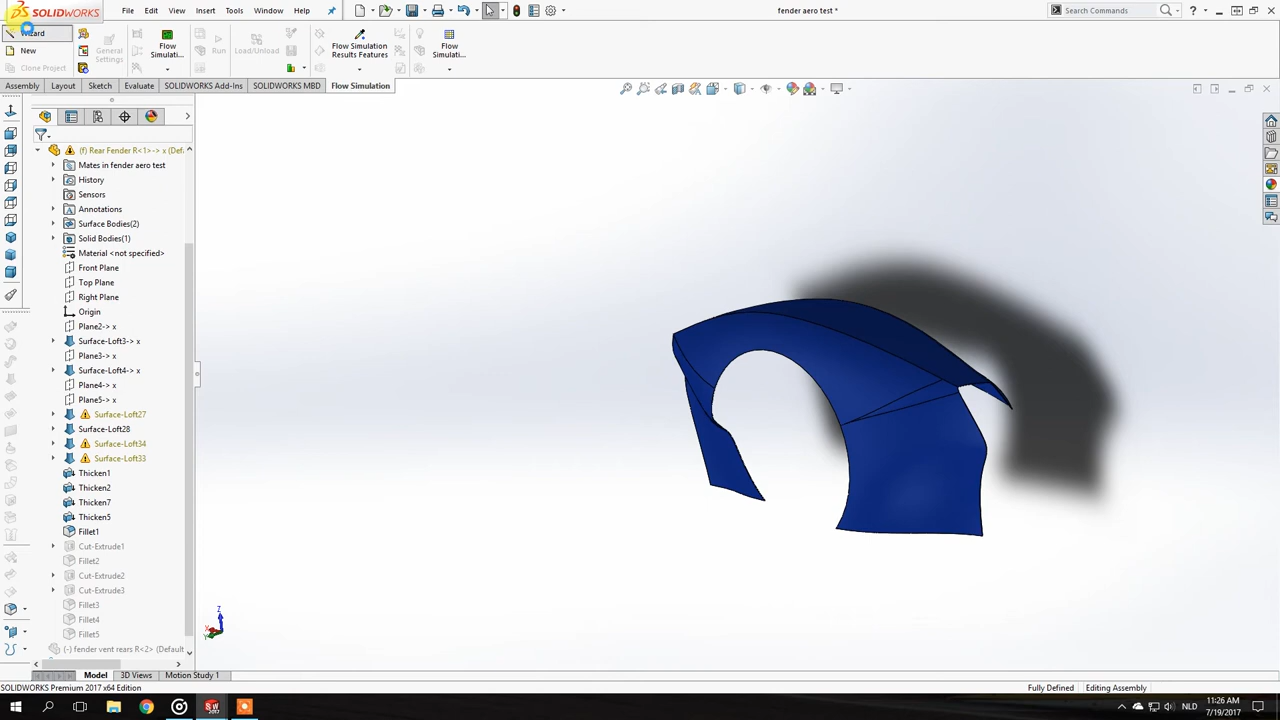 SOLIDWORKS File Edit View Insert Tools Window Help fender aero test * Search Commands
Wizard
New
Clone Project
General Settings
Flow Simulati...
Run
Load/Unload
Flow Simulation Results Features
Flow Simulati...
Assembly Layout Sketch Evaluate SOLIDWORKS Add-Ins SOLIDWORKS MBD Flow Simulation
(f) Rear Fender R<1>-> x (Def
Mates in fender aero test
History
Sensors
Annotations
Surface Bodies(2)
Solid Bodies(1)
Material <not specified>
Front Plane
Top Plane
Right Plane
Origin
Plane2-> x
Surface-Loft3-> x
Plane3-> x
Surface-Loft4-> x
Plane4-> x
Plane5-> x
Surface-Loft27
Surface-Loft28
Surface-Loft34
Surface-Loft33
Thicken1
Thicken2
Thicken7
Thicken5
Fillet1
Cut-Extrude1
Fillet2
Cut-Extrude2
Cut-Extrude3
Fillet3
Fillet4
Fillet5
(-) fender vent rears R<2> (Default
Z
X
Y
Model 3D Views Motion Study 1
SOLIDWORKS Premium 2017 x64 Edition Fully Defined Editing Assembly
NLD 11:26 AM
7/19/2017